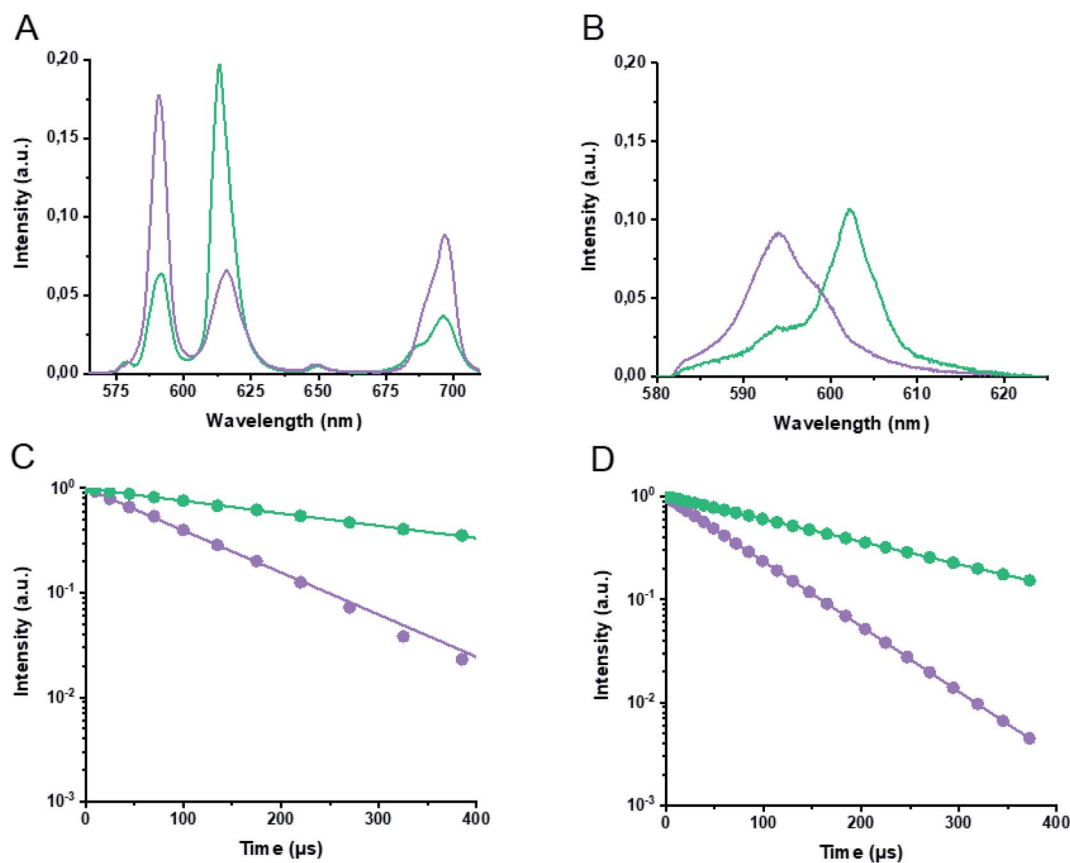 A
0,20
0,15
0,10
0,05
0,00
Intensity (a.u.)
575 600 625 650 675 700
Wavelength (nm)
B
0,20
0,15
0,10
0,05
0,00
Intensity (a.u.)
580 590 600 610 620
Wavelength (nm)
C
10⁰
10⁻¹
10⁻²
10⁻³
Intensity (a.u.)
0 100 200 300 400
Time (µs)
D
10⁰
10⁻¹
10⁻²
10⁻³
Intensity (a.u.)
0 100 200 300 400
Time (µs)